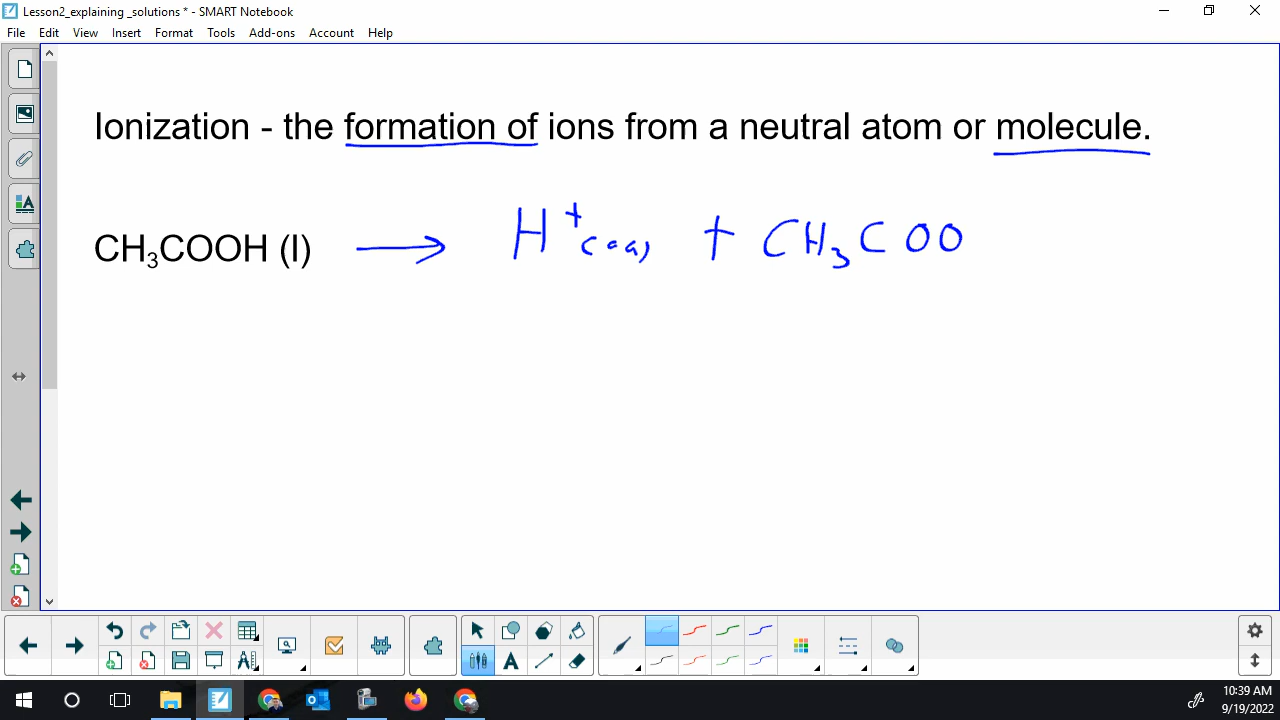 Lesson2_explaining _solutions * - SMART Notebook
File Edit View Insert Format Tools Add-ons Account Help
Ionization - the formation of ions from a neutral atom or molecule.
CH₃COOH (l) → H⁺(aq) + CH₃COO
10:39 AM
9/19/2022